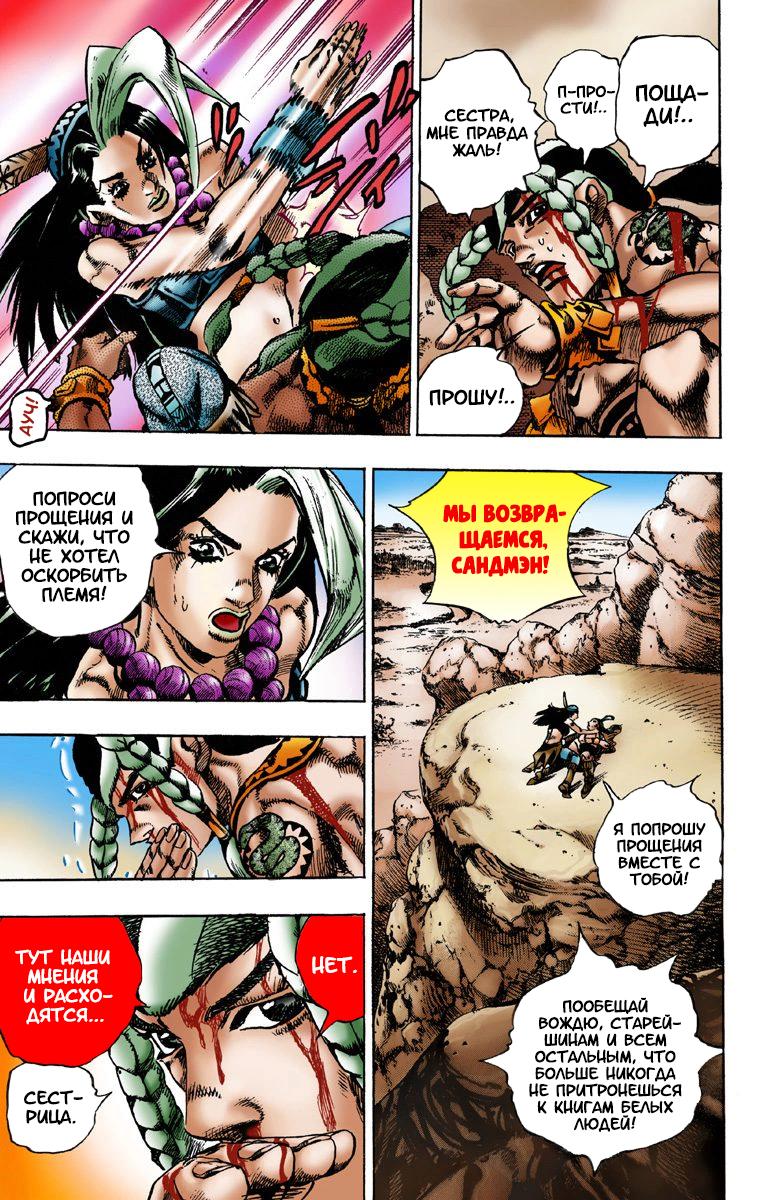 ПОЩА-
ДИ!..
П-ПРО-
СТИ!..
СЕСТРА,
МНЕ ПРАВДА
ЖАЛЬ!
ПРОШУ!..
АУЧ!
МЫ ВОЗВРА-
ЩАЕМСЯ,
САНДМЭН!
Я ПОПРОШУ
ПРОЩЕНИЯ
ВМЕСТЕ С
ТОБОЙ!
ПООБЕЩАЙ
ВОЖДЮ, СТАРЕЙ-
ШИНАМ И ВСЕМ
ОСТАЛЬНЫМ, ЧТО
БОЛЬШЕ НИКОГДА
НЕ ПРИТРОНЕШЬСЯ
К КНИГАМ БЕЛЫХ
ЛЮДЕЙ!
ПОПРОСИ
ПРОЩЕНИЯ И
СКАЖИ, ЧТО
НЕ ХОТЕЛ
ОСКОРБИТЬ
ПЛЕМЯ!
НЕТ.
ТУТ НАШИ
МНЕНИЯ
И РАСХО-
ДЯТСЯ...
СЕСТ-
РИЦА.